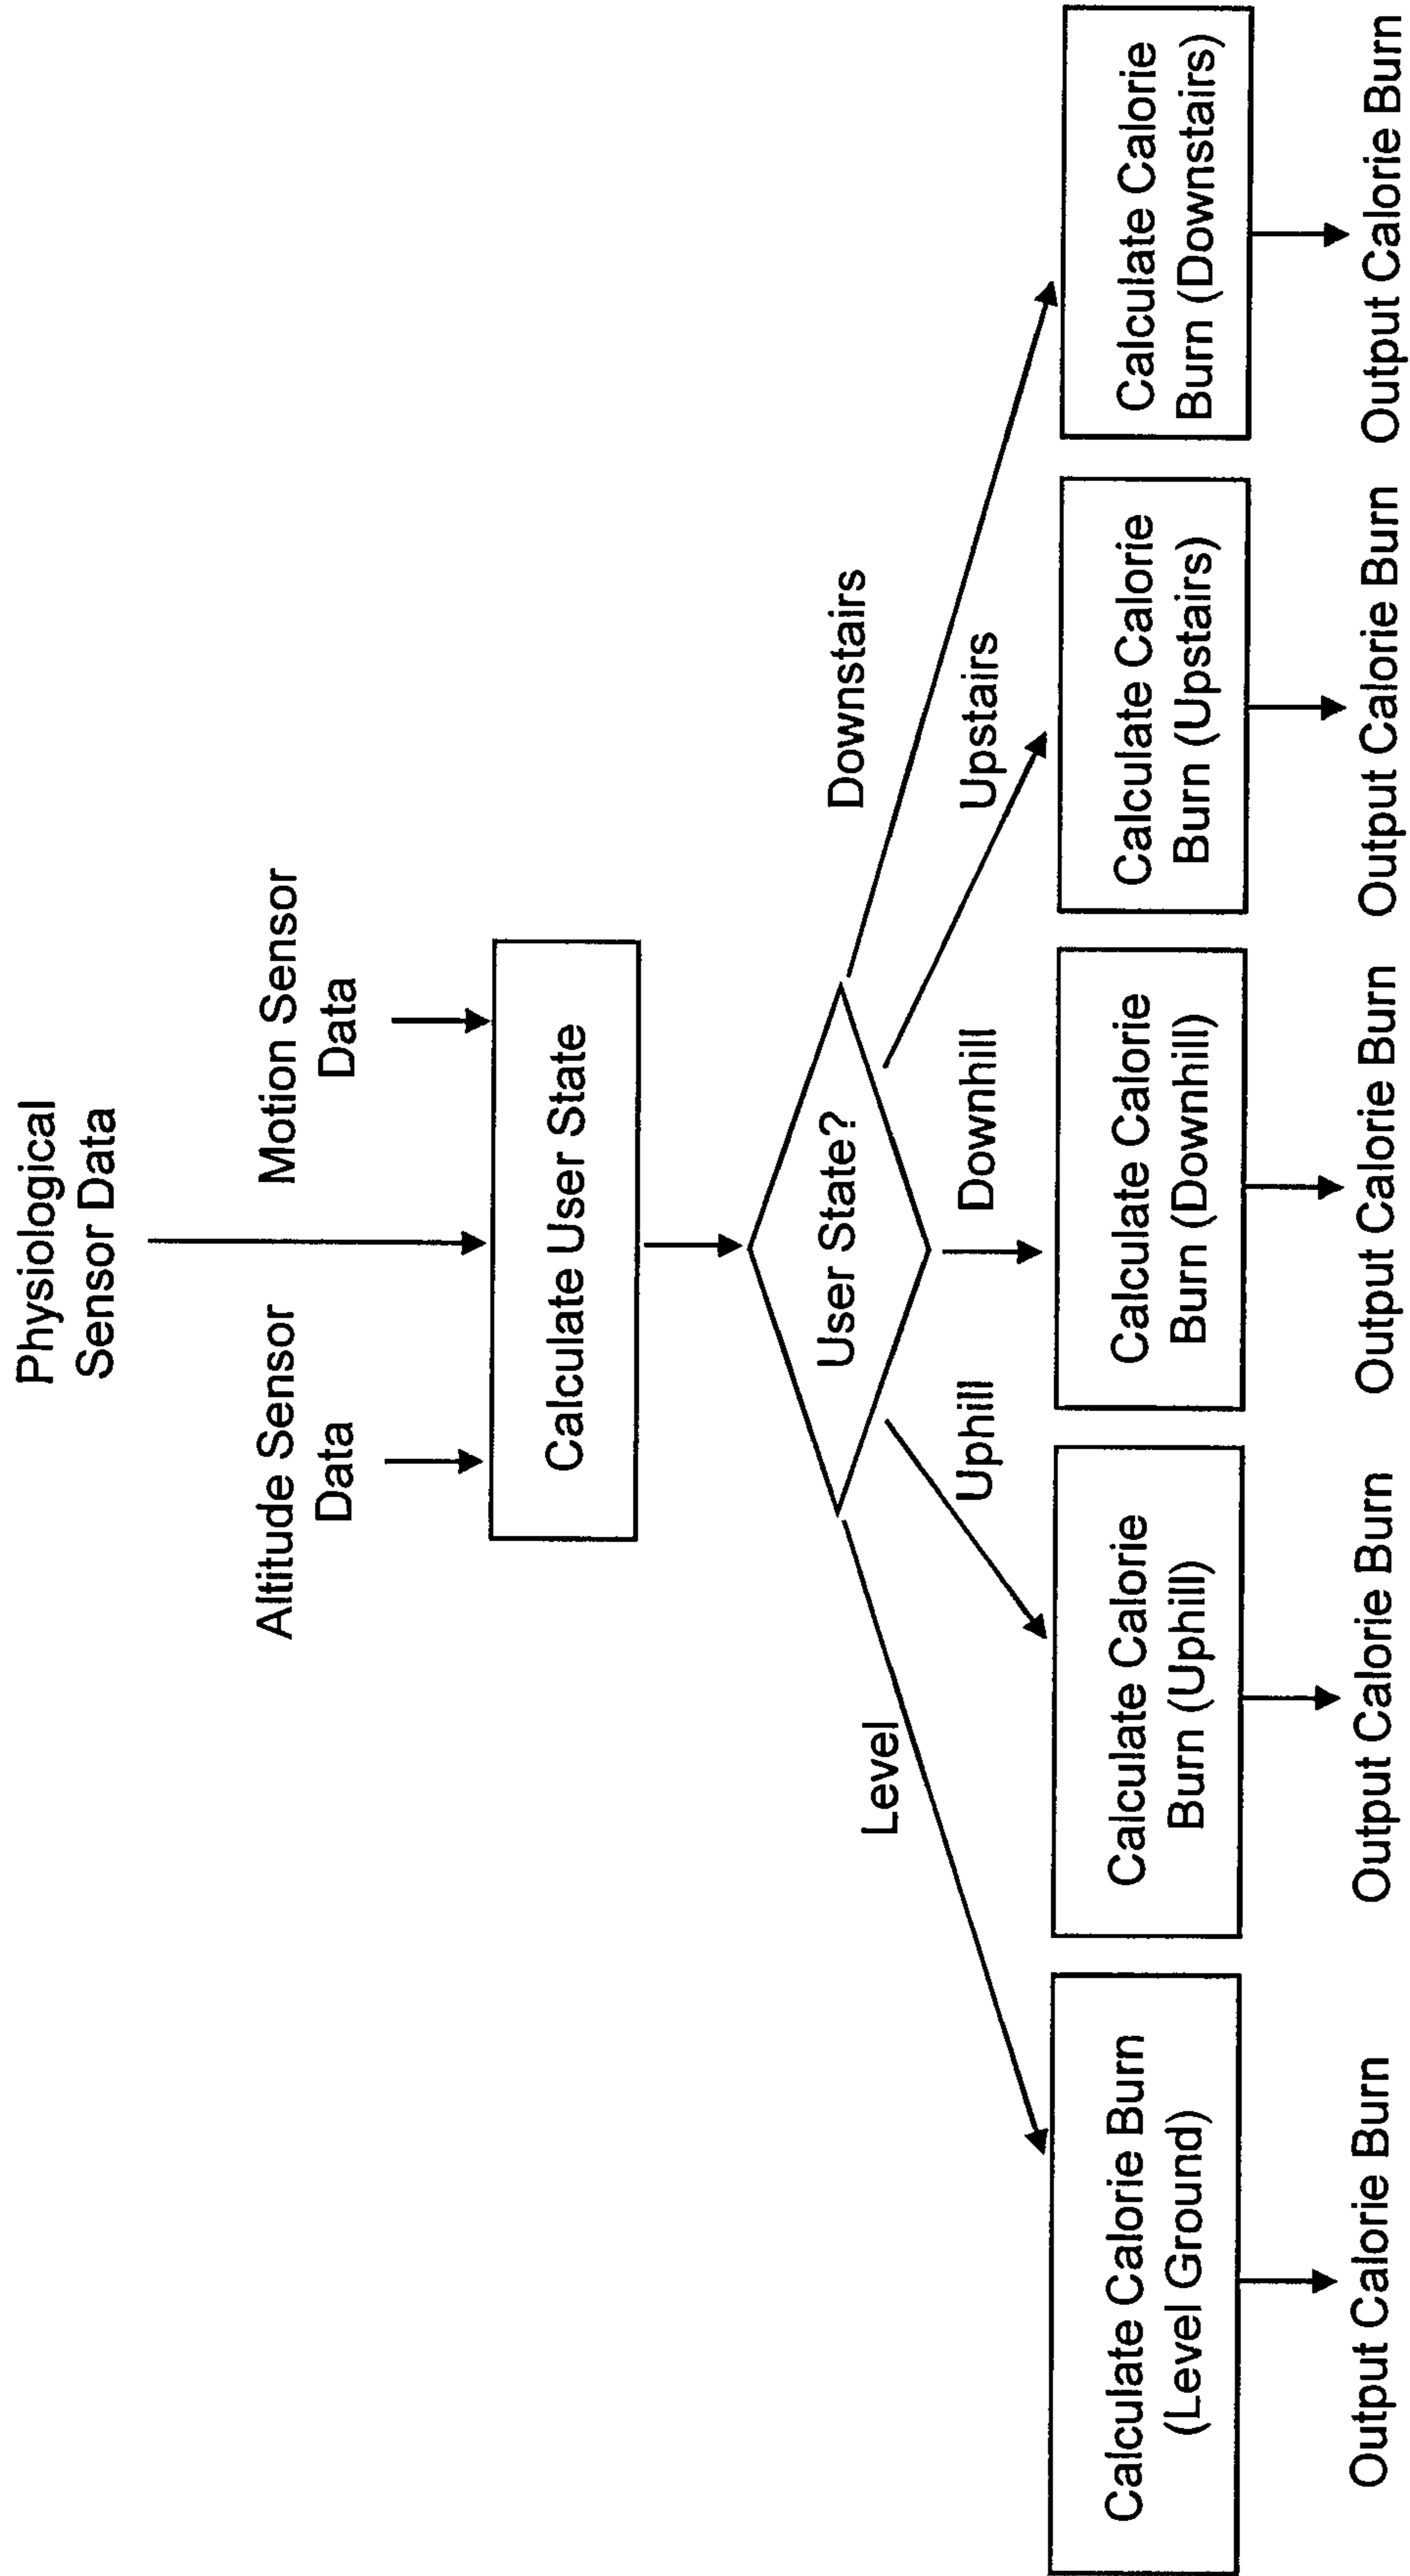 Physiological
Sensor Data
Altitude Sensor
Data
Motion Sensor
Data
Calculate User State
User State?
Level
Uphill
Downhill
Upstairs
Downstairs
Calculate Calorie Burn
(Level Ground)
Calculate Calorie
Burn (Uphill)
Calculate Calorie
Burn (Downhill)
Calculate Calorie
Burn (Upstairs)
Calculate Calorie
Burn (Downstairs)
Output Calorie Burn
Output Calorie Burn
Output Calorie Burn
Output Calorie Burn
Output Calorie Burn